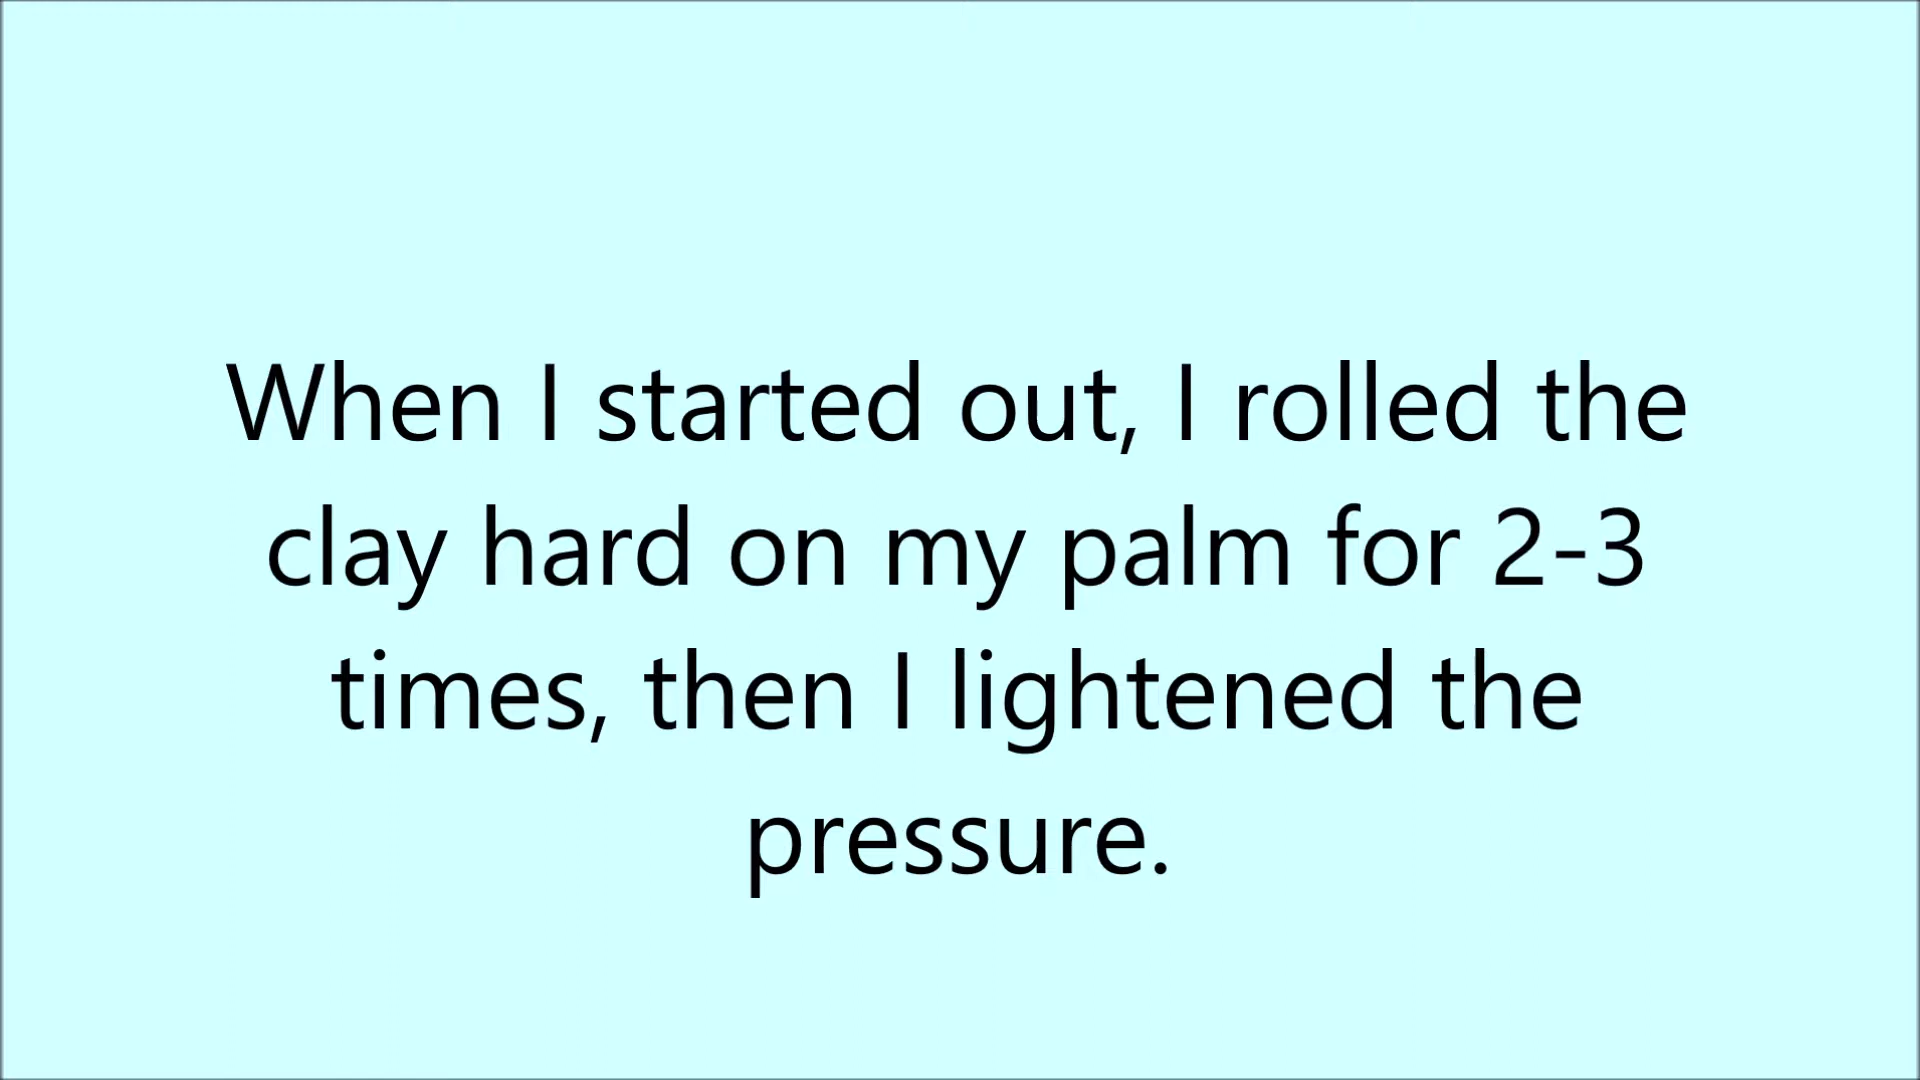 When I started out, I rolled the
clay hard on my palm for 2-3
times, then I lightened the
pressure.